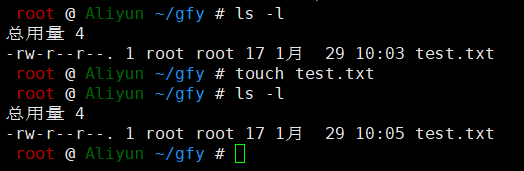 root @ Aliyun ~/gfy # ls -l
总用量 4
-rw-r--r--. 1 root root 17 1月  29 10:03 test.txt
root @ Aliyun ~/gfy # touch test.txt
root @ Aliyun ~/gfy # ls -l
总用量 4
-rw-r--r--. 1 root root 17 1月  29 10:05 test.txt
root @ Aliyun ~/gfy #